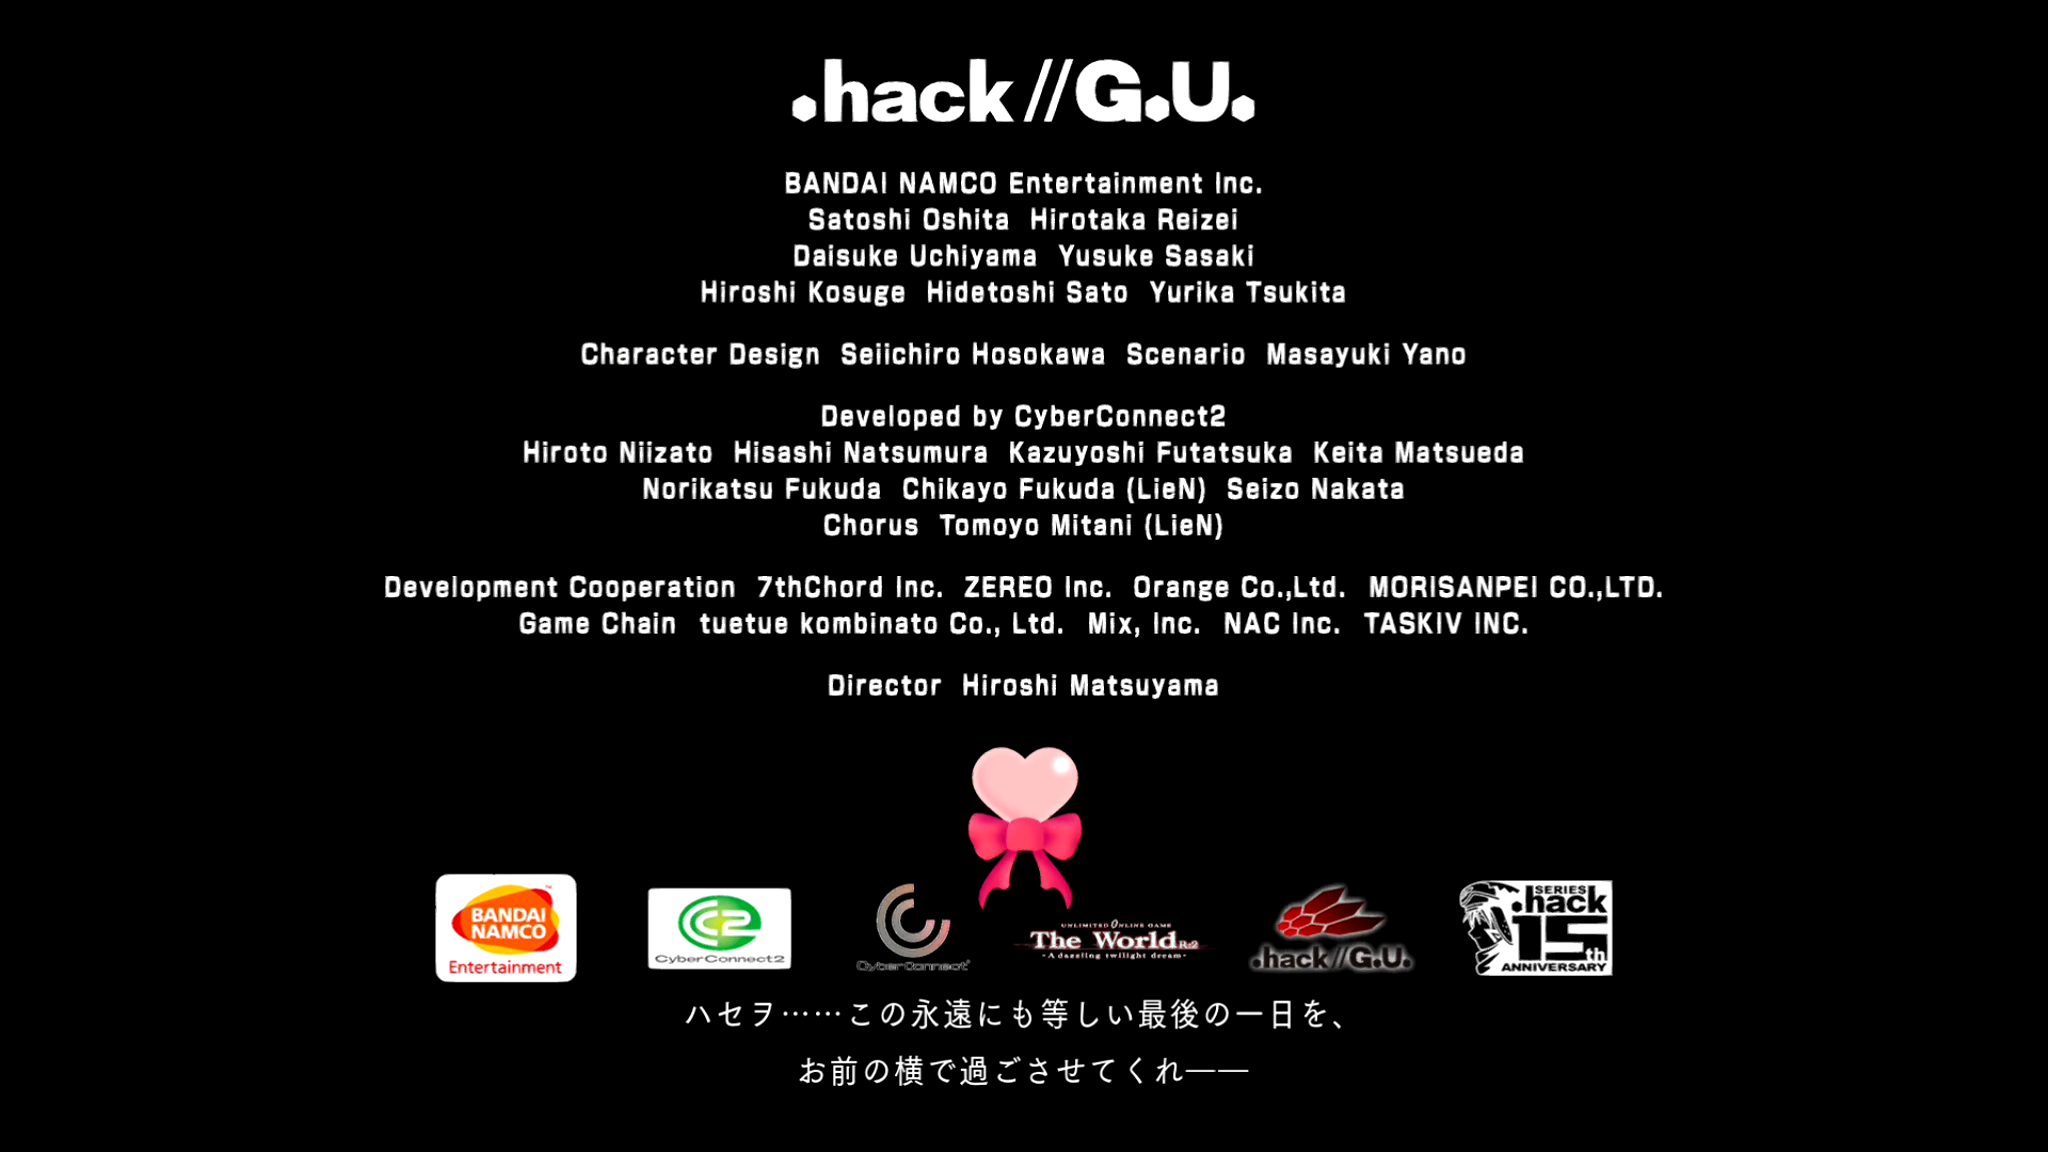 .hack//G.U.
BANDAI NAMCO Entertainment Inc.
Satoshi Oshita Hirotaka Reizei
Daisuke Uchiyama Yusuke Sasaki
Hiroshi Kosuge Hidetoshi Sato Yurika Tsukita
Character Design Seiichiro Hosokawa Scenario Masayuki Yano
Developed by CyberConnect2
Hiroto Niizato Hisashi Natsumura Kazuyoshi Futatsuka Keita Matsueda
Norikatsu Fukuda Chikayo Fukuda (LieN) Seizo Nakata
Chorus Tomoyo Mitani (LieN)
Development Cooperation 7thChord Inc. ZEREO Inc. Orange Co.,Ltd. MORISANPEI CO.,LTD.
Game Chain tuetue kombinato Co., Ltd. Mix, Inc. NAC Inc. TASKIV INC.
Director Hiroshi Matsuyama
BANDAI
NAMCO
Entertainment
CyberConnect2
CyberConnect
UNLIMITED ONLINE GAME
The World R:2
- A dazzling twilight dream -
.hack//G.U.
SERIES
.hack
15th
ANNIVERSARY
ハセヲ……この永遠にも等しい最後の一日を、
お前の横で過ごさせてくれ――